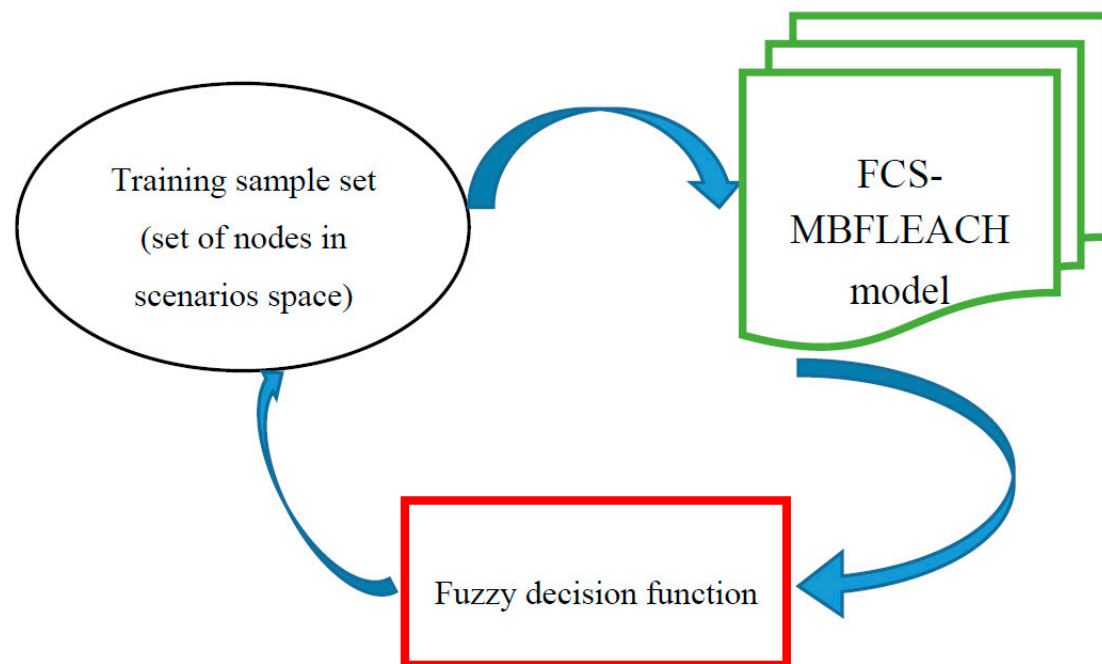 Training sample set
(set of nodes in
scenarios space)
FCS-
MBFLEACH
model
Fuzzy decision function